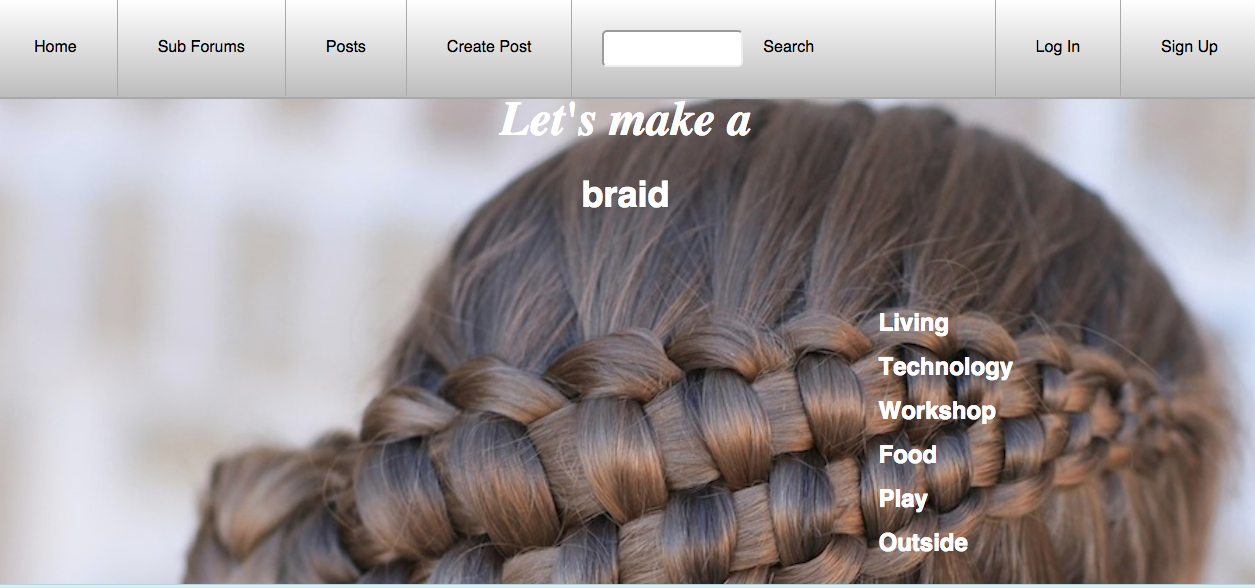 Home Sub Forums Posts Create Post Search Log In Sign Up
Let's make a
braid
Living
Technology
Workshop
Food
Play
Outside